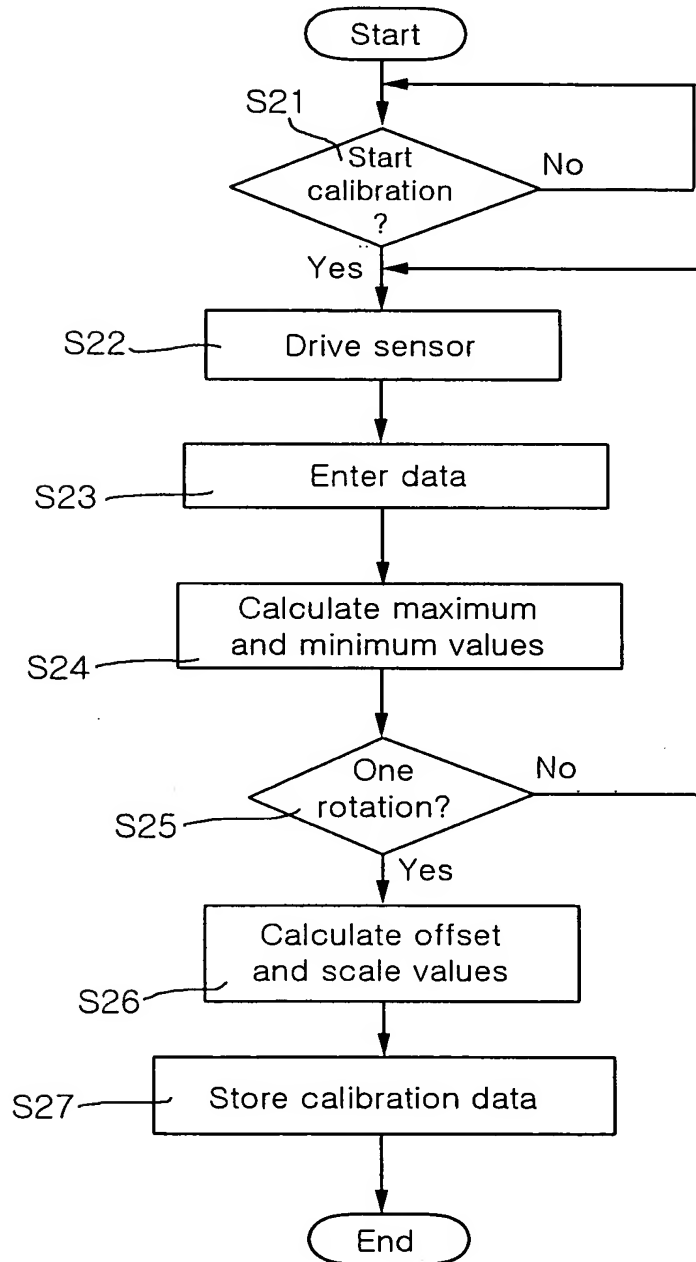 Start
S21
Start
calibration
?
No
Yes
S22
Drive sensor
S23
Enter data
S24
Calculate maximum
and minimum values
S25
One
rotation?
No
Yes
S26
Calculate offset
and scale values
S27
Store calibration data
End